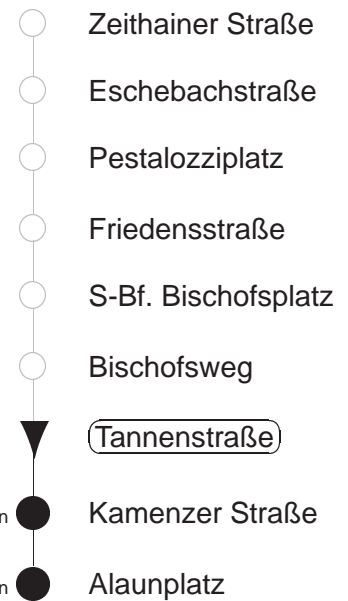 Zeithainer Straße
Eschebachstraße
Pestalozziplatz
Friedensstraße
S-Bf. Bischofsplatz
Bischofsweg
Tannenstraße
n Kamenzer Straße
n Alaunplatz